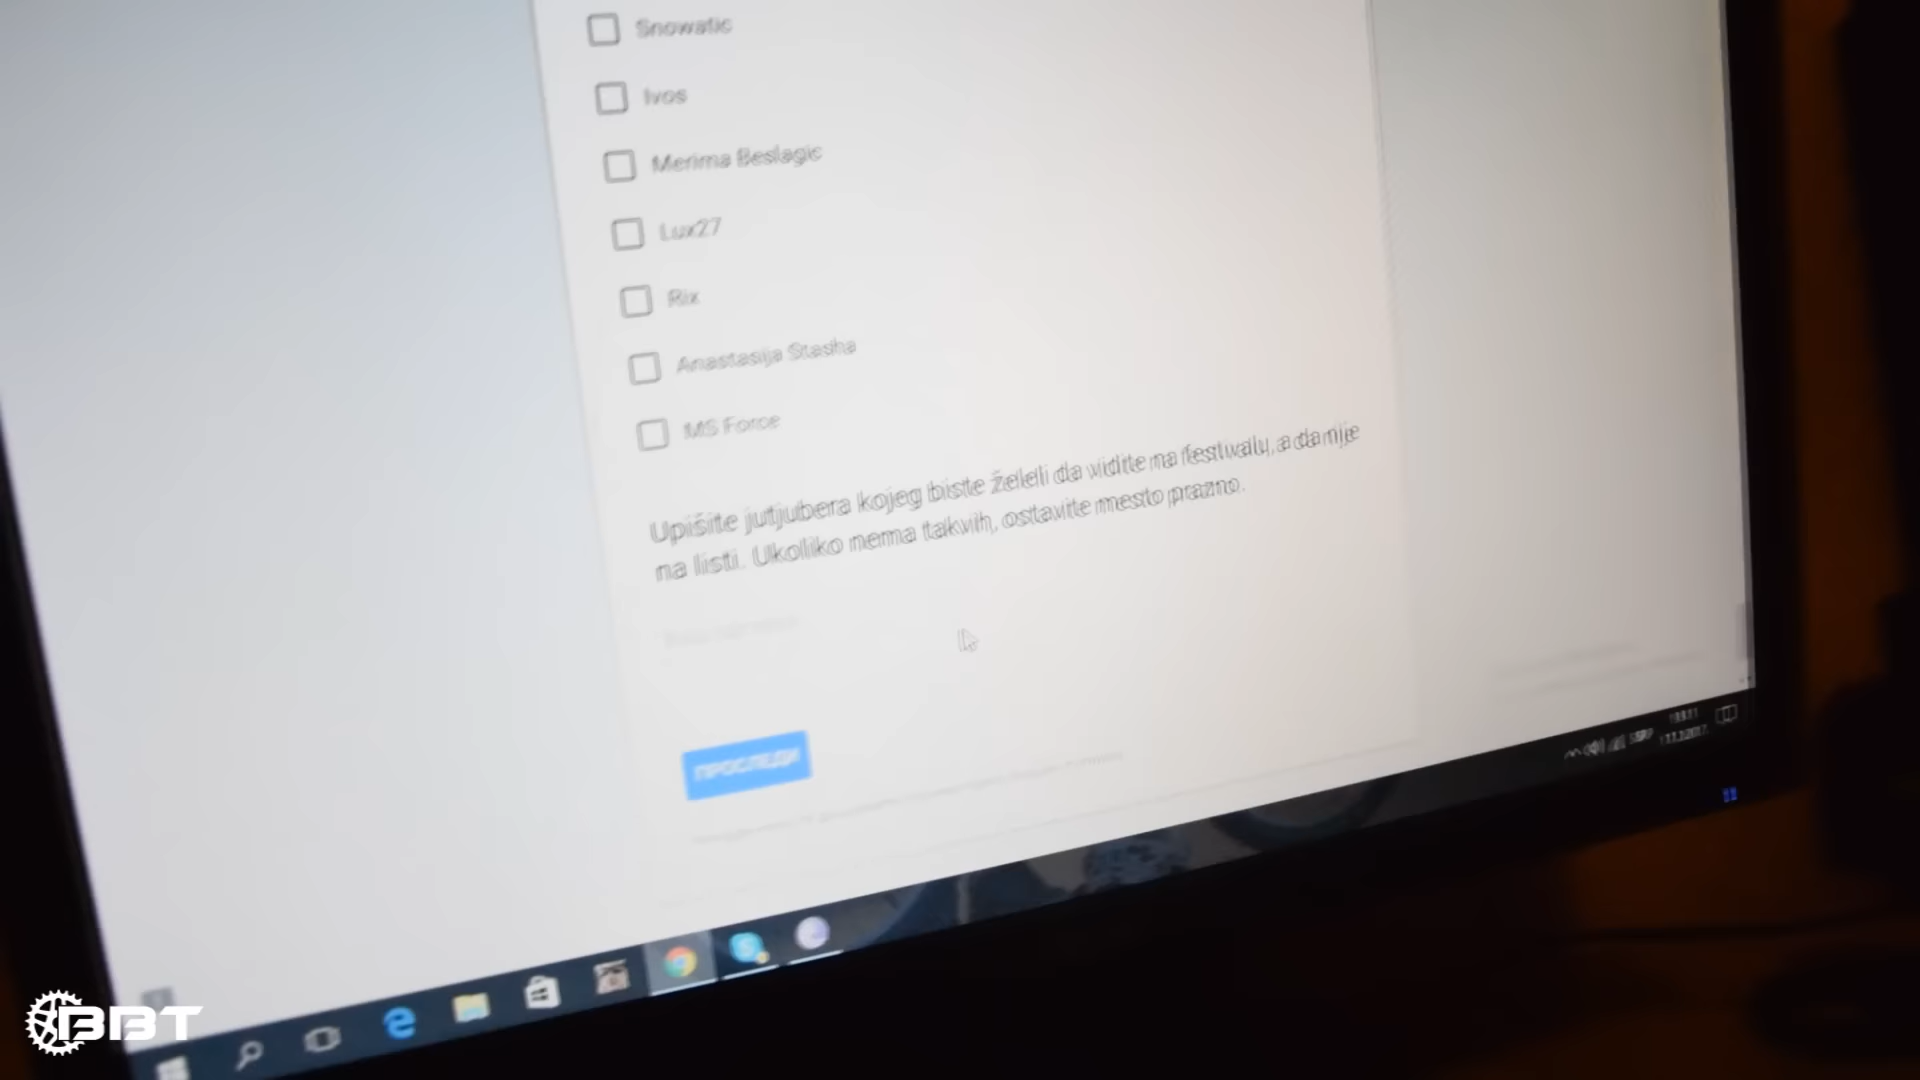 Snowatic
Ivos
Merima Beslagic
Lux27
Rix
Anastasija Stasha
MS Force
Upišite jutjubera kojeg biste želeli da vidite na festivalu, a da nije
na listi. Ukoliko nema takvih, ostavite mesto prazno.
ПРОСЛЕДИ
BBT